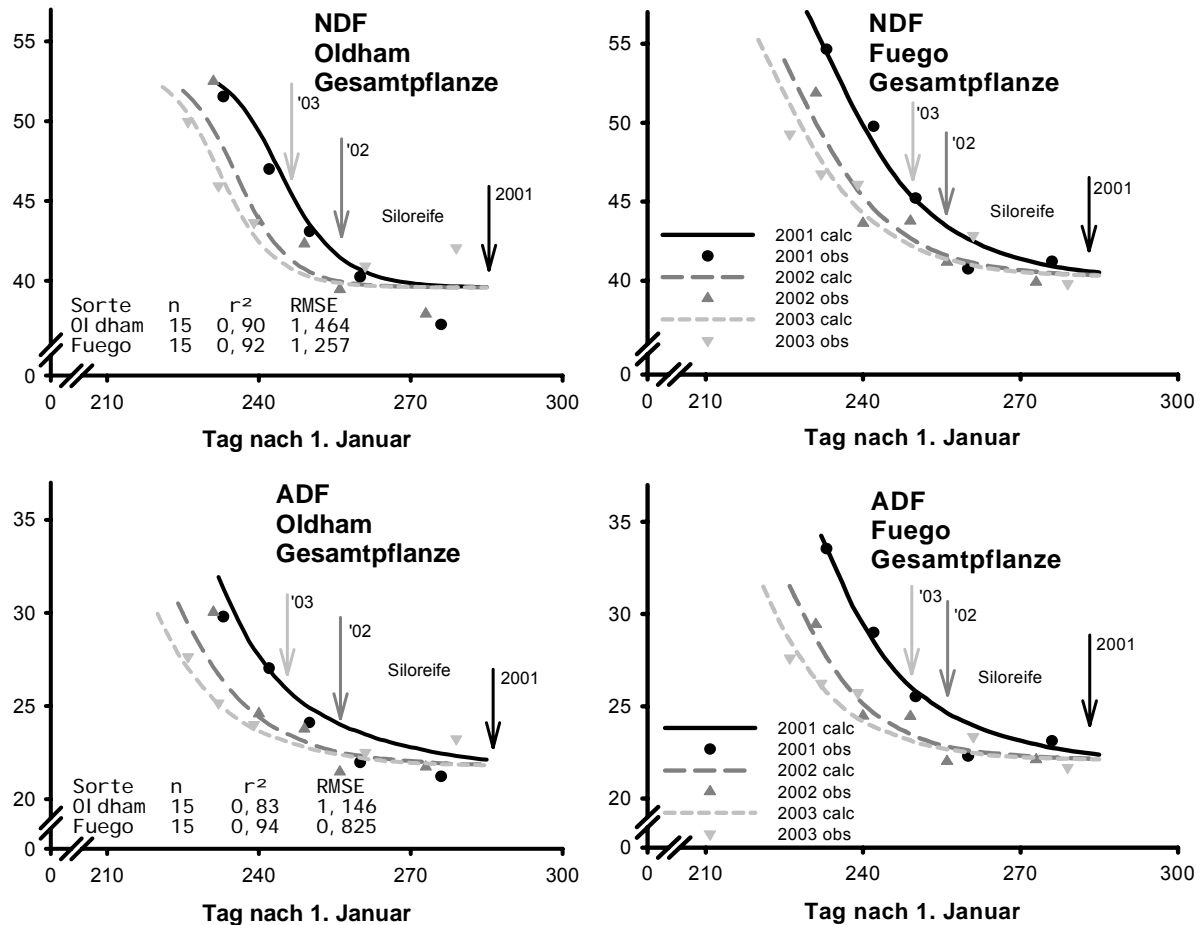 NDF
Oldham
Gesamtpflanze
55
50
45
40
0
'03
'02
2001
Siloreife
Sorte n r² RMSE
Oldham 15 0,90 1,464
Fuego 15 0,92 1,257
0 210 240 270 300
Tag nach 1. Januar
NDF
Fuego
Gesamtpflanze
55
50
45
40
0
'03
'02
2001
Siloreife
2001 calc
2001 obs
2002 calc
2002 obs
2003 calc
2003 obs
0 210 240 270 300
Tag nach 1. Januar
ADF
Oldham
Gesamtpflanze
35
30
25
20
0
'03
'02
2001
Siloreife
Sorte n r² RMSE
Oldham 15 0,83 1,146
Fuego 15 0,94 0,825
0 210 240 270 300
Tag nach 1. Januar
ADF
Fuego
Gesamtpflanze
35
30
25
20
0
'03
'02
2001
Siloreife
2001 calc
2001 obs
2002 calc
2002 obs
2003 calc
2003 obs
0 210 240 270 300
Tag nach 1. Januar